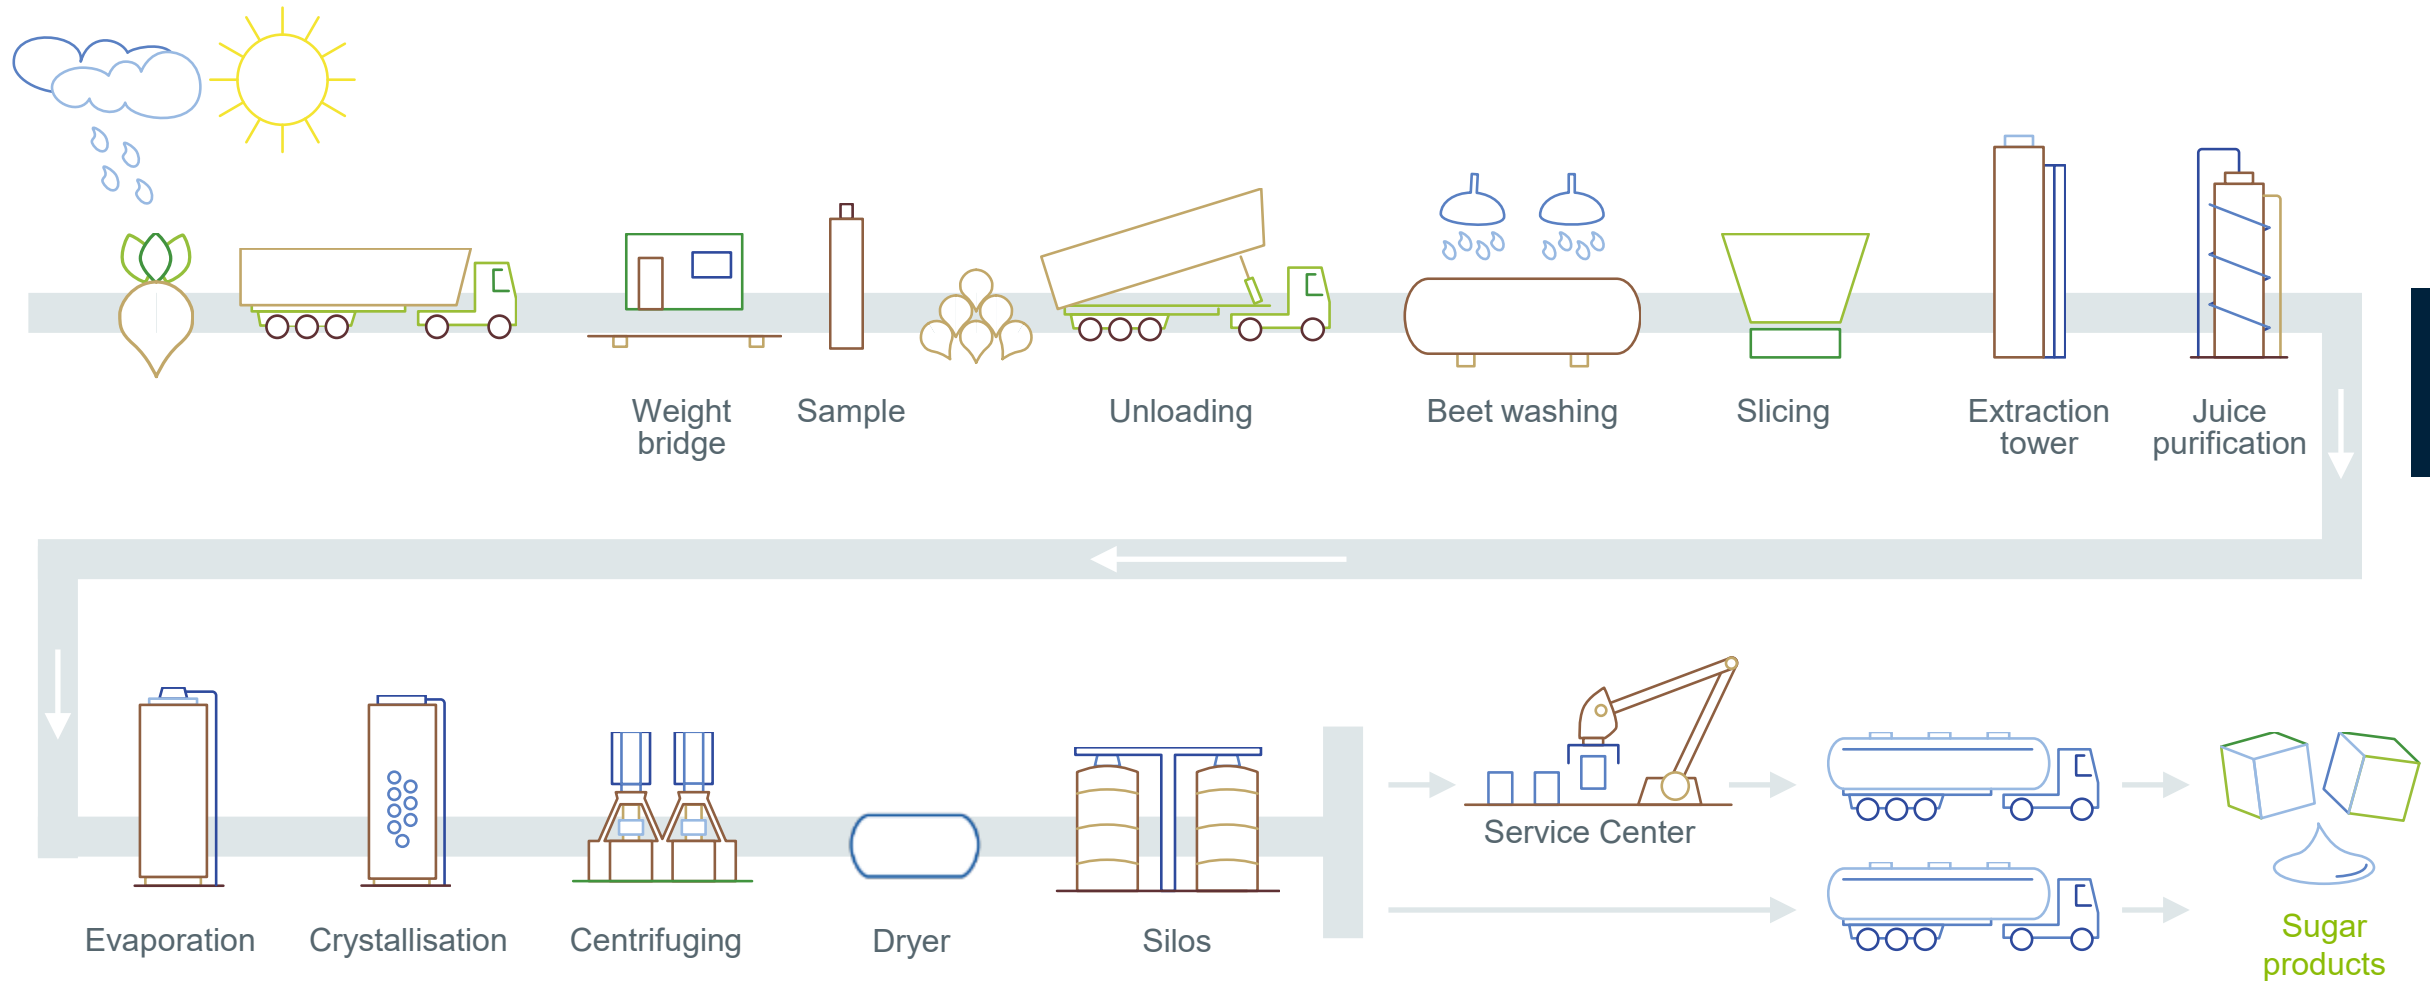 Weight
bridge
Sample
Unloading
Beet washing
Slicing
Extraction
tower
Juice
purification
Service Center
Evaporation
Crystallisation
Centrifuging
Dryer
Silos
Sugar
products